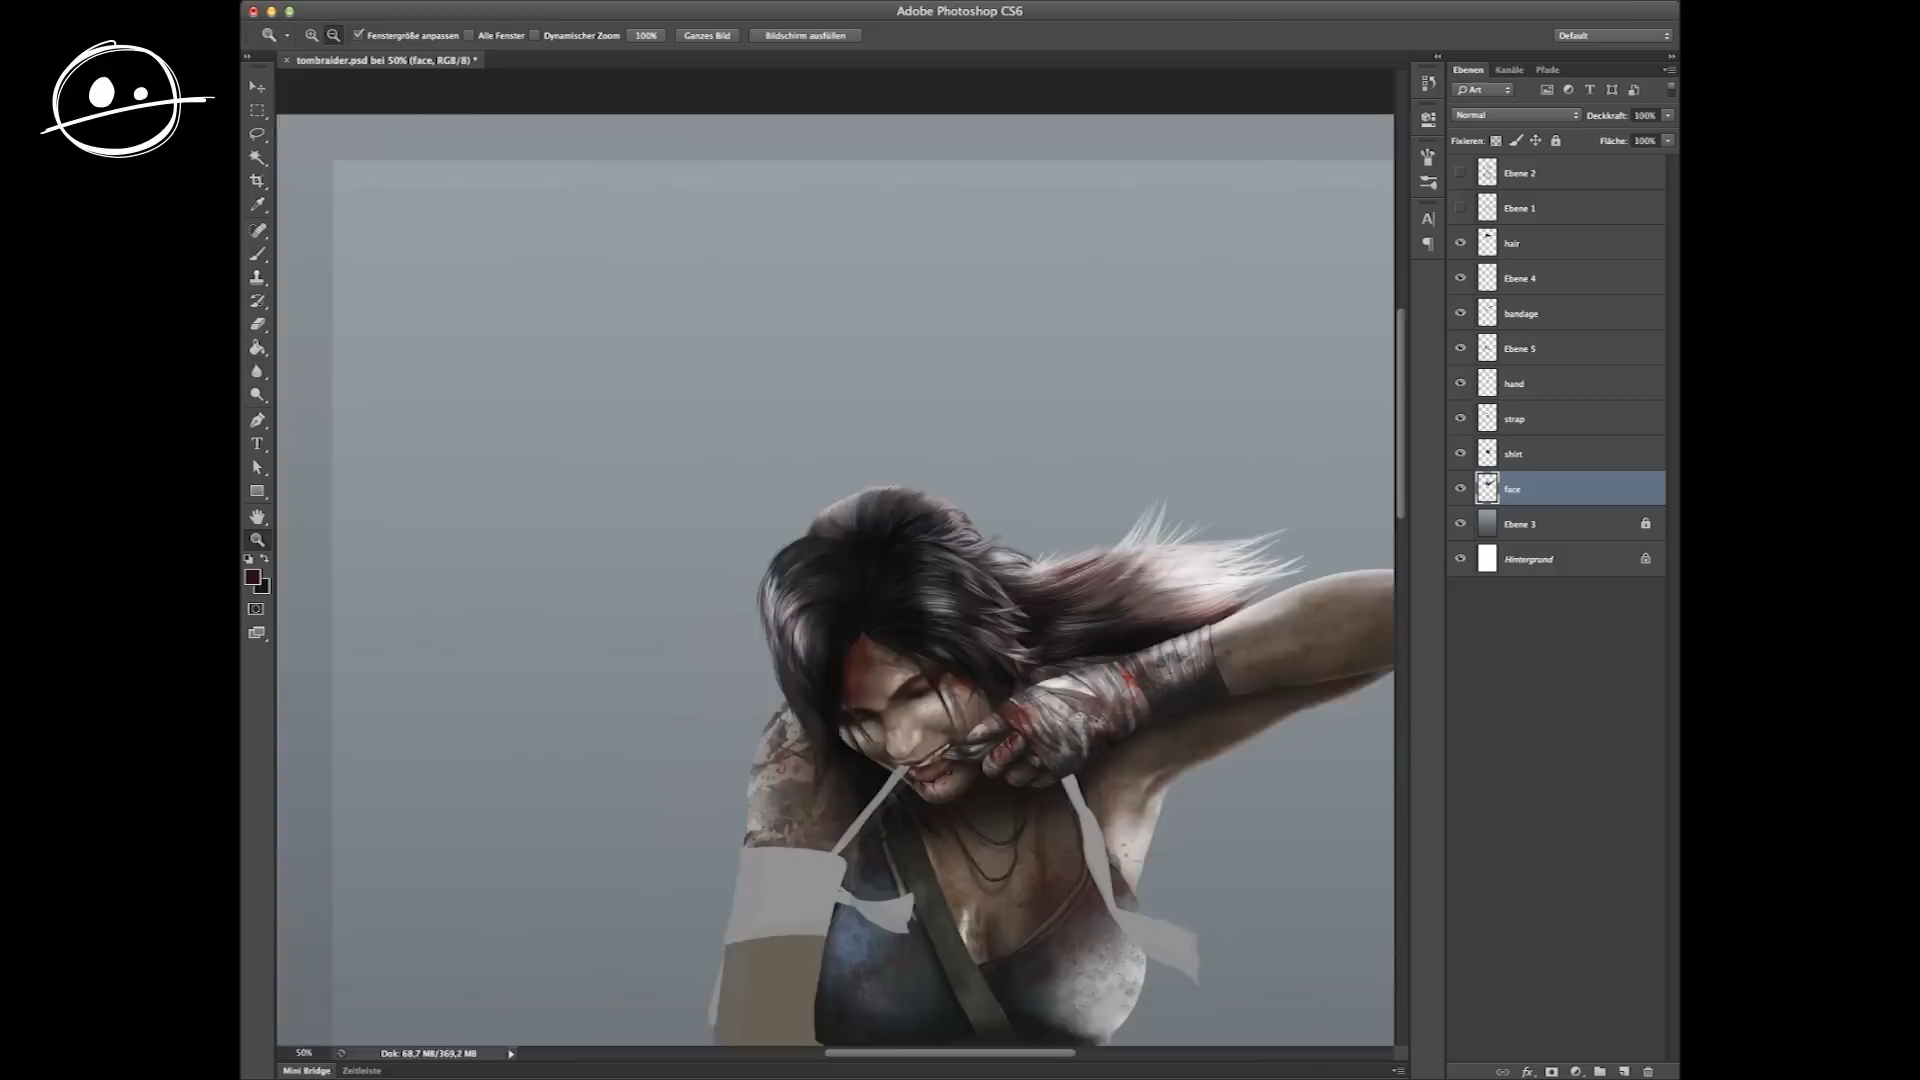 Adobe Photoshop CS6
Fenstergröße anpassen Alle Fenster Dynamischer Zoom 100% Ganzes Bild Bildschirm ausfüllen Default
tombraider.psd bei 50% (face, RGB/8) *
Ebenen Kanäle Pfade
Art
Normal Deckkraft: 100%
Fixieren: Fläche: 100%
Ebene 2
Ebene 1
hair
Ebene 4
bandage
Ebene 5
hand
strap
shirt
face
Ebene 3
Hintergrund
50% Dok: 68,7 MB/369,2 MB
Mini Bridge Zeitleiste